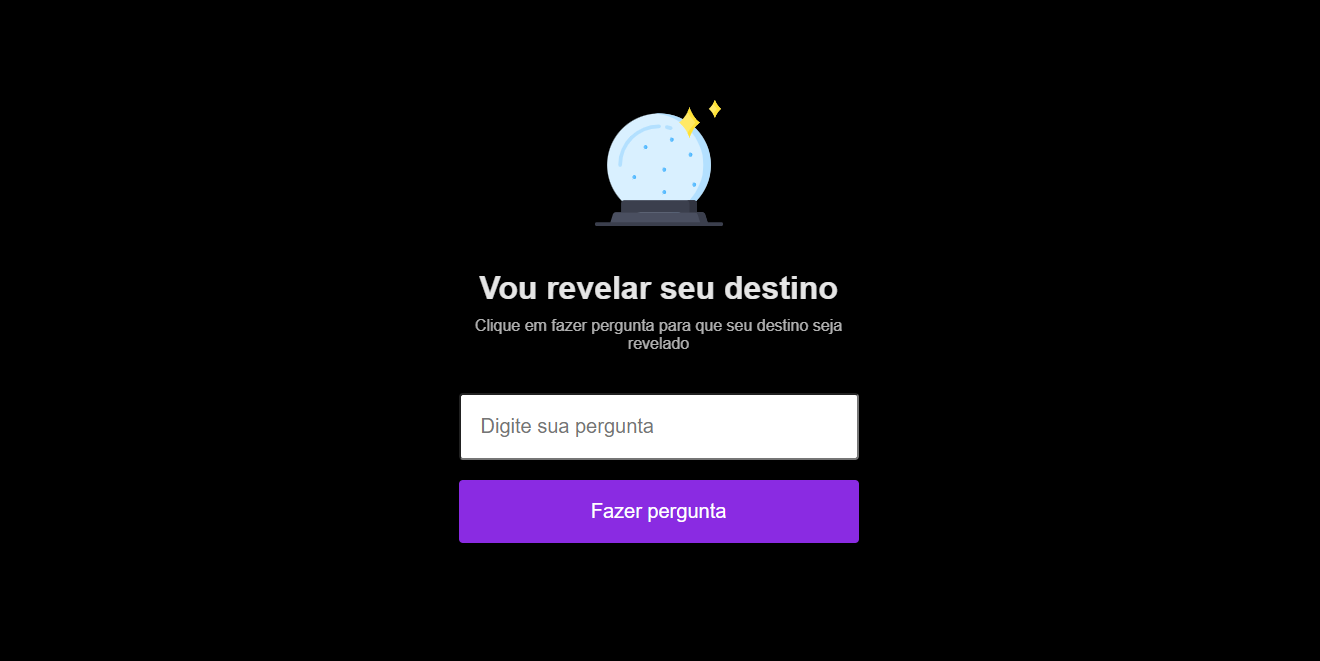 Vou revelar seu destino
Clique em fazer pergunta para que seu destino seja
revelado
Digite sua pergunta
Fazer pergunta